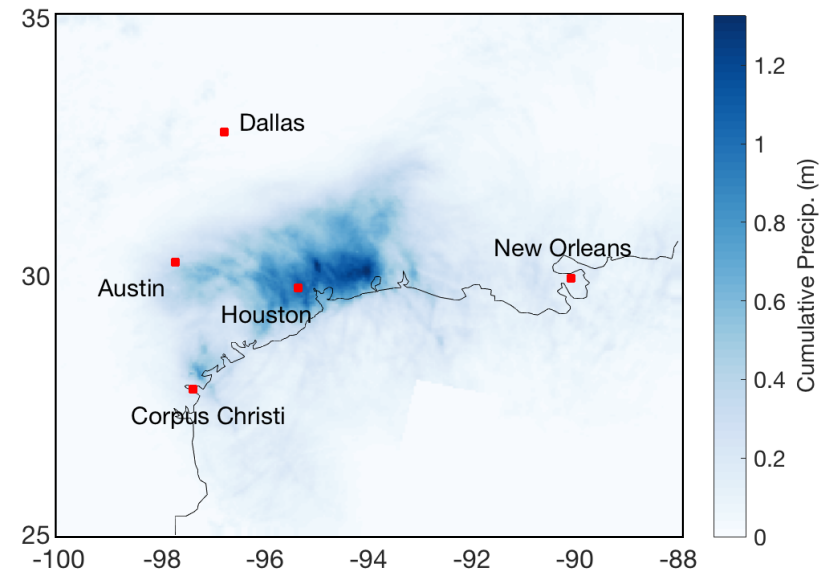 35
30
25
-100
-98
-96
-94
-92
-90
-88
Dallas
Austin
Houston
New Orleans
Corpus Christi
1.2
1
0.8
0.6
0.4
0.2
0
Cumulative Precip. (m)